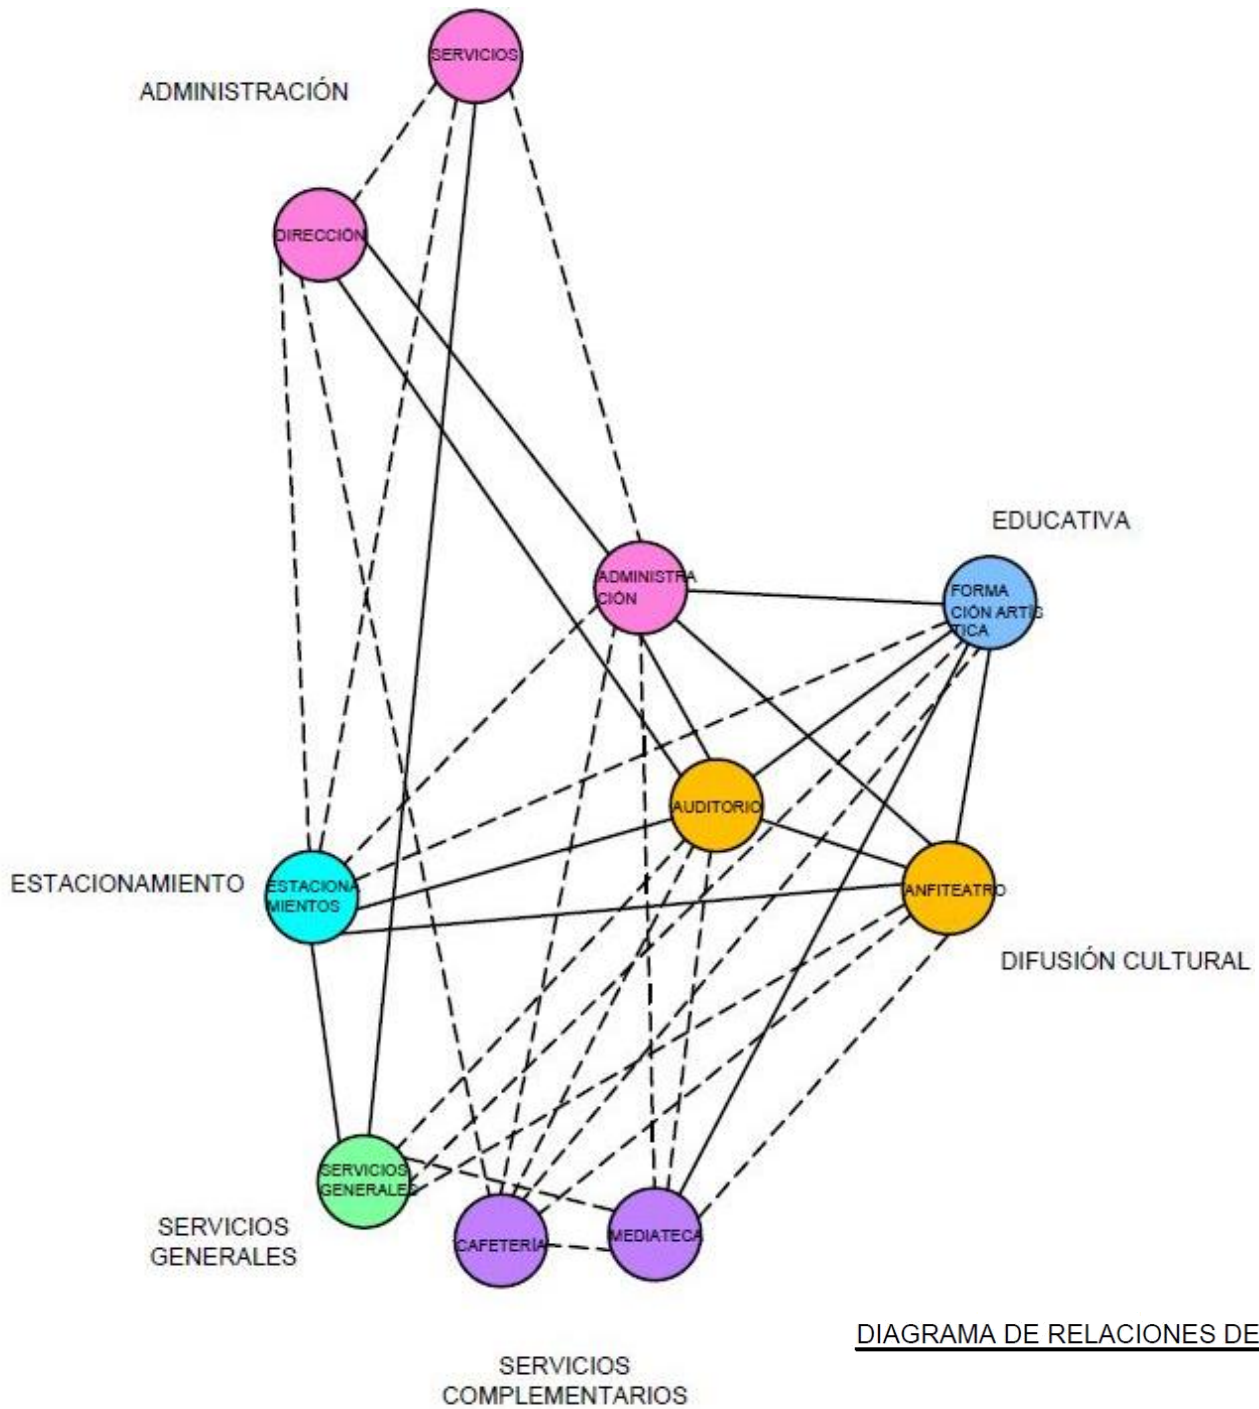 SERVICIOS
ADMINISTRACIÓN
DIRECCIÓN
EDUCATIVA
ADMINISTRA
CIÓN
FORMA
CIÓN ARTÍS
TICA
AUDITORIO
ESTACIONAMIENTO
ESTACIONA
MIENTOS
ANFITEATRO
DIFUSIÓN CULTURAL
SERVICIOS
GENERALES
SERVICIOS
GENERALES
CAFETERÍA
MEDIATECA
DIAGRAMA DE RELACIONES DE
SERVICIOS
COMPLEMENTARIOS